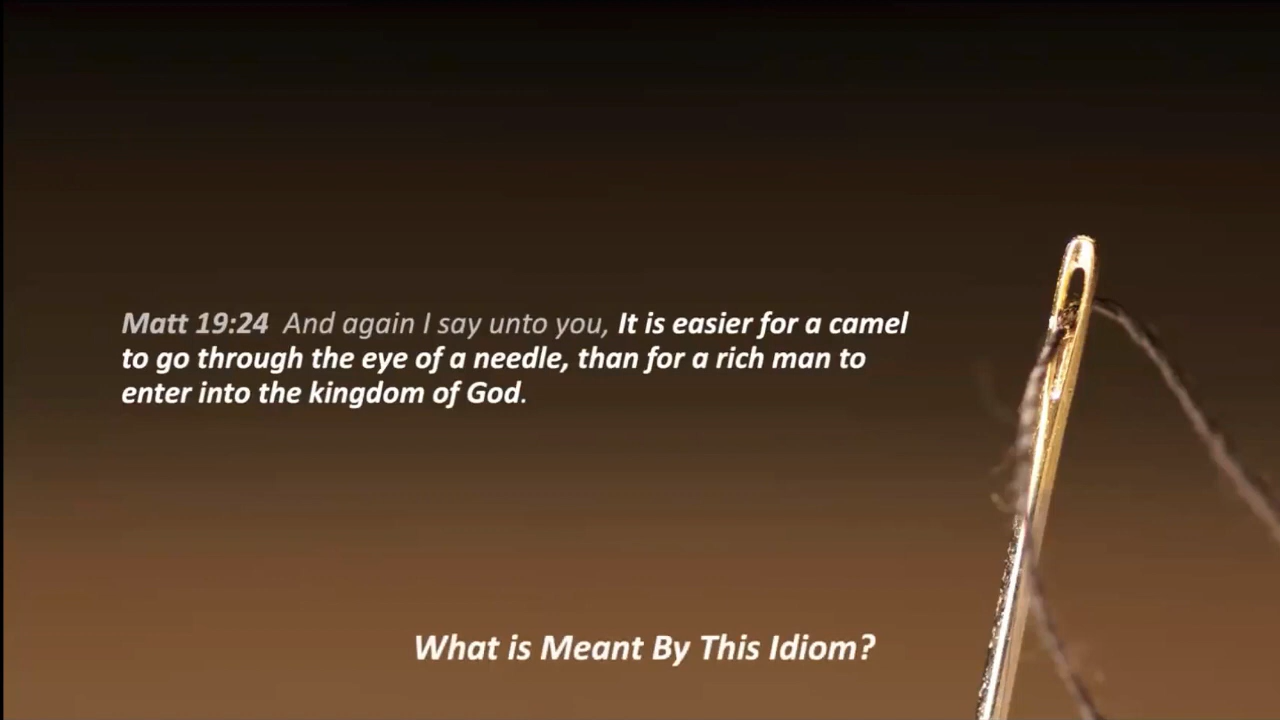 Matt 19:24  And again I say unto you, It is easier for a camel
to go through the eye of a needle, than for a rich man to
enter into the kingdom of God.
What is Meant By This Idiom?